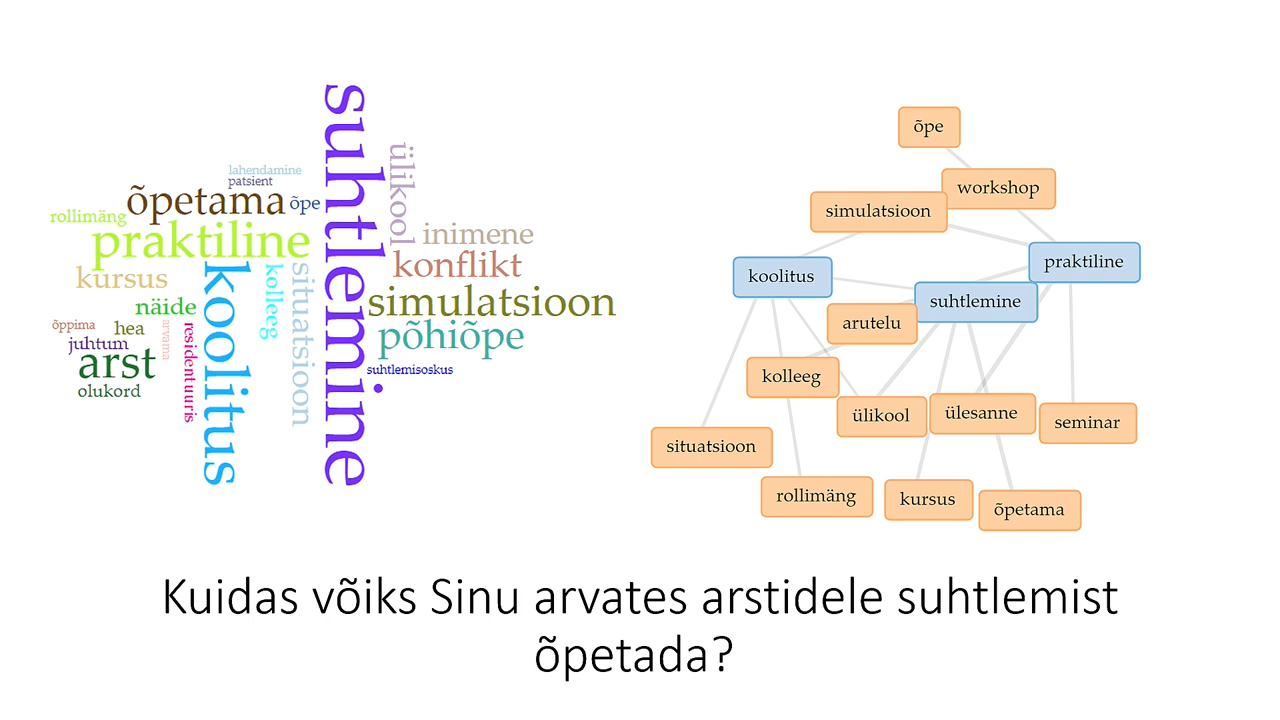 suhtlemine
ülikool
lahendamine
patsient
õpetama
õpe
rollimäng
praktiline
inimene
konflikt
kursus
koolitus
kolleeg
situatsioon
simulatsioon
näide
põhiõpe
õppima
hea
arvama
residentuuris
juhtum
arst
suhtlemisoskus
olukord
õpe
workshop
simulatsioon
praktiline
koolitus
suhtlemine
arutelu
kolleeg
ülikool
ülesanne
seminar
situatsioon
rollimäng
kursus
õpetama
Kuidas võiks Sinu arvates arstidele suhtlemist
õpetada?